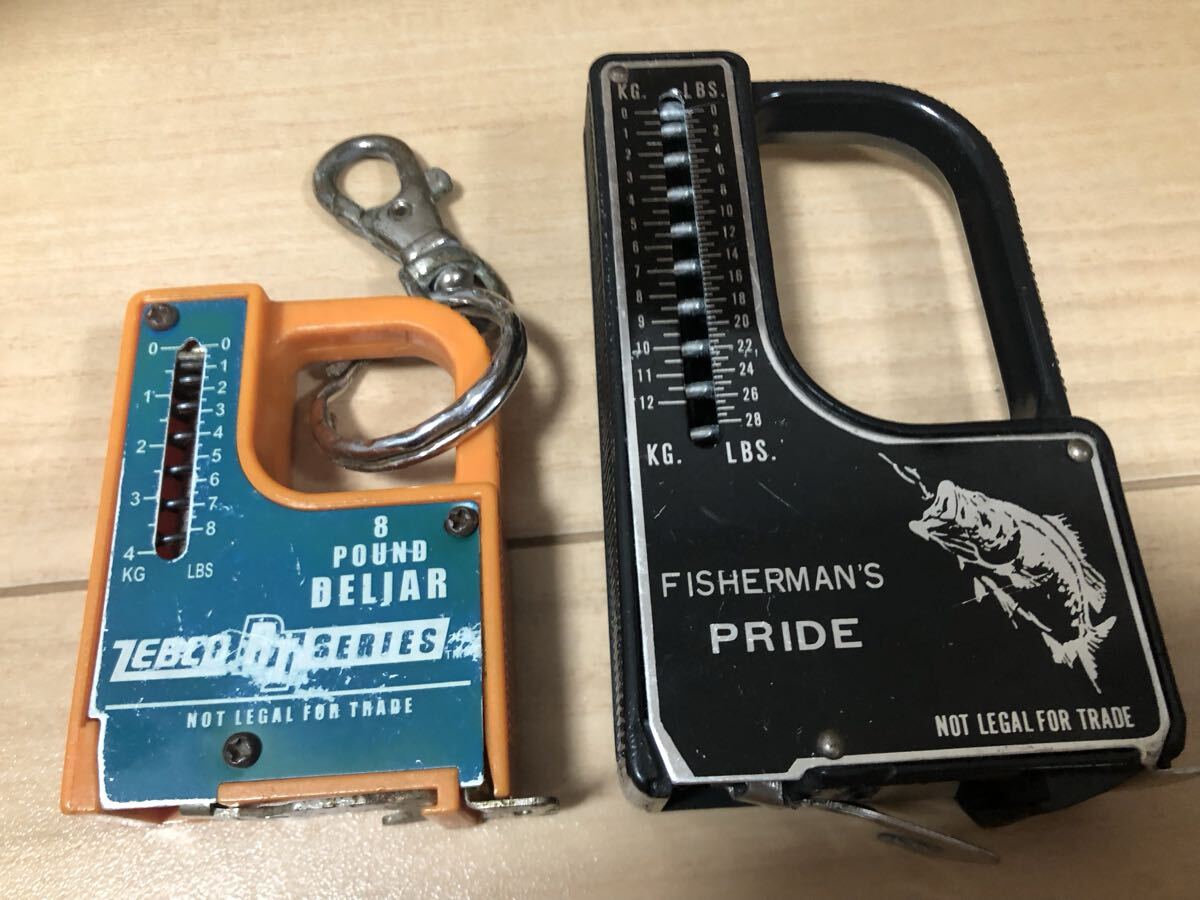 0 0
1
1
2
3
2 4
5
6
3 7
8
4
KG LBS
8
POUND
DELIAR
ZEBCO SERIES
TM
NOT LEGAL FOR TRADE
KG. LBS.
0 0
1 2
2 4
3 6
4 8
10
5 12
6 14
7 16
8 18
9 20
10 22
11 24
12 26
28
KG. LBS.
FISHERMAN'S
PRIDE
NOT LEGAL FOR TRADE